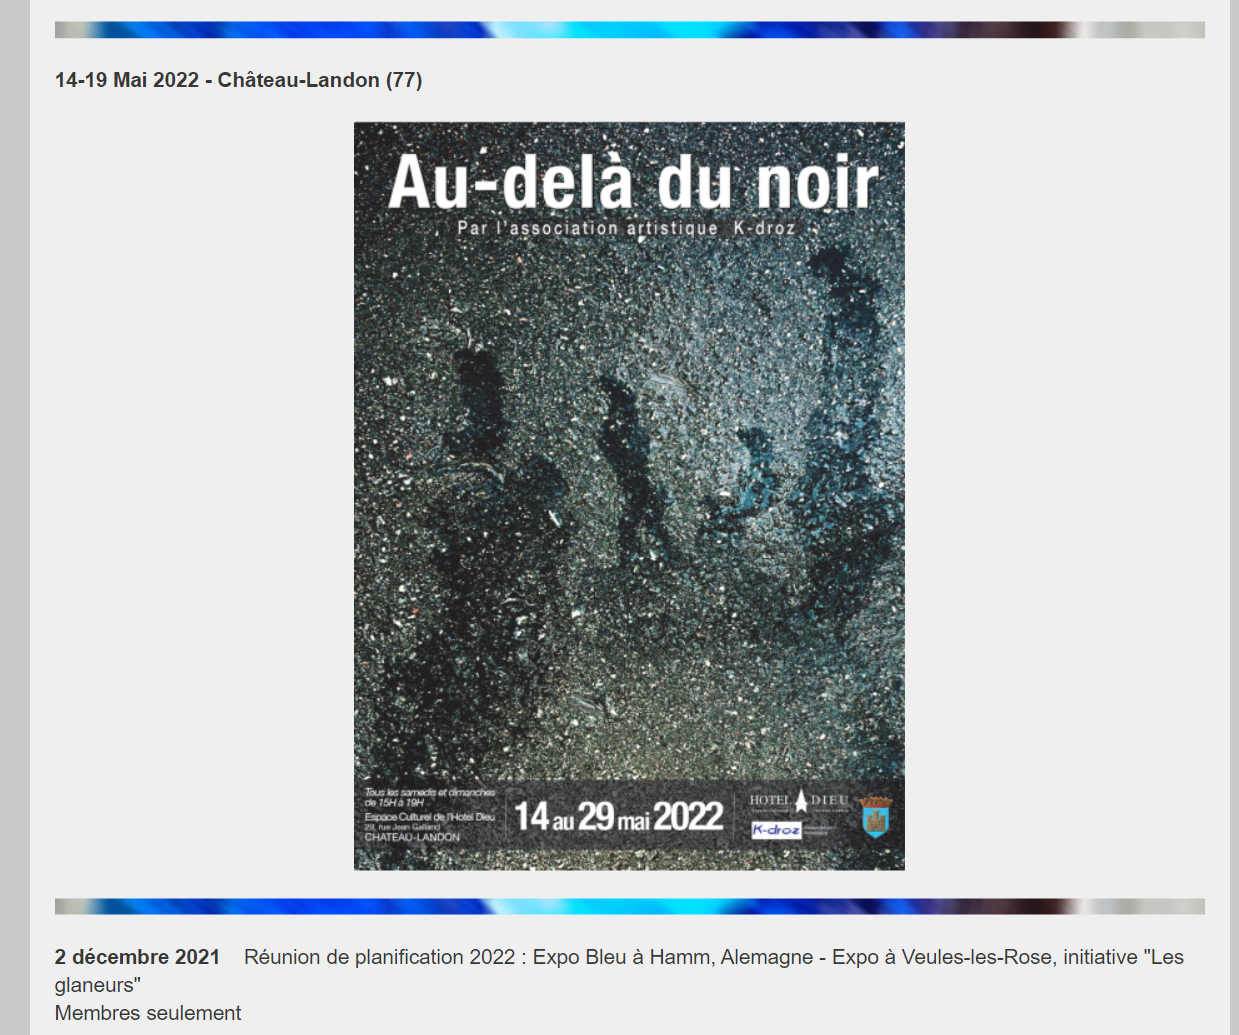 14-19 Mai 2022 - Château-Landon (77)
Au-delà du noir
Par l'association artistique K-droz
Tous les samedis et dimanches
de 15H à 19H
Espace Culturel de l'Hotel Dieu
29, rue Jean Galland
CHATEAU-LANDON
14 au 29 mai 2022
HOTEL DIEU
K-droz
2 décembre 2021 Réunion de planification 2022 : Expo Bleu à Hamm, Alemagne - Expo à Veules-les-Rose, initiative "Les
glaneurs"
Membres seulement